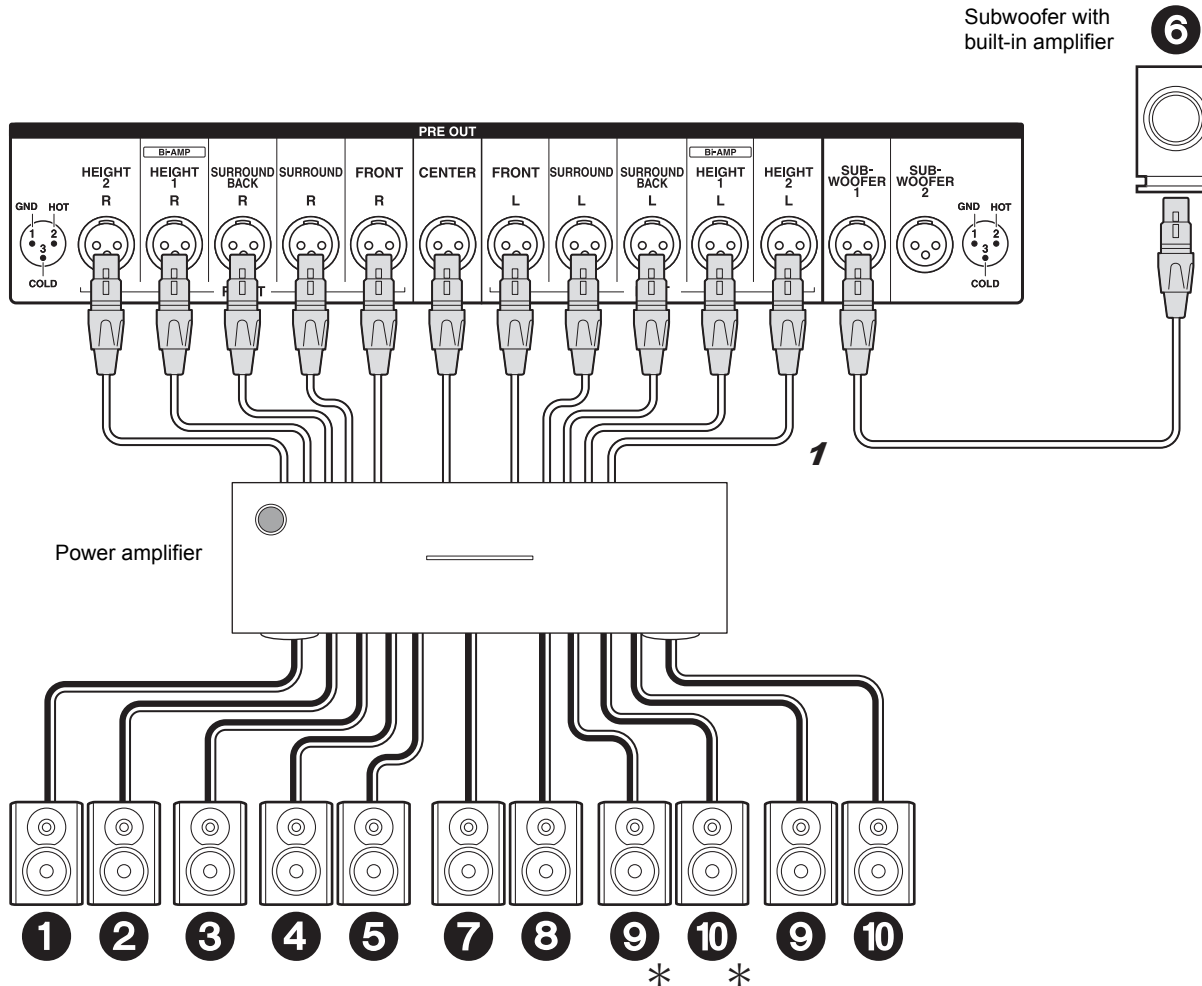 Subwoofer with
built-in amplifier
6
PRE OUT
BI-AMP
BI-AMP
HEIGHT 2 R
HEIGHT 1 R
SURROUND BACK R
SURROUND R
FRONT R
CENTER
FRONT L
SURROUND L
SURROUND BACK L
HEIGHT 1 L
HEIGHT 2 L
SUB-WOOFER 1
SUB-WOOFER 2
GND HOT
1 2
3
COLD
GND HOT
1 2
3
COLD
1
Power amplifier
1 2 3 4 5 7 8 9 10 9 10
* *